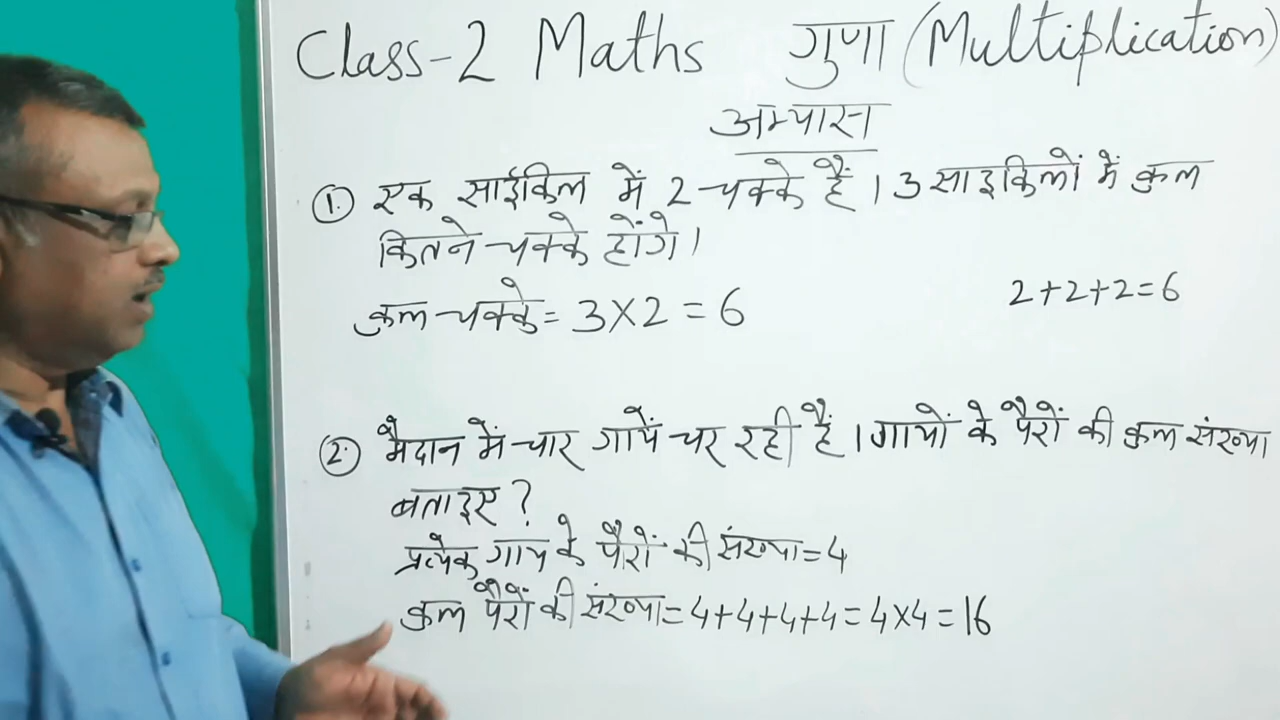 Class-2 Maths गुणा (Multiplication)
अभ्यास
1. एक साईकिल में 2 चक्के हैं। 3 साइकिलों में कुल
कितने चक्के होंगे।
कुल चक्के = 3×2 = 6
2+2+2=6
2. मैदान में चार गायें चर रही हैं। गायों के पैरों की कुल संख्या
बताइए?
प्रत्येक गाय के पैरों की संख्या=4
कुल पैरों की संख्या=4+4+4+4=4×4=16